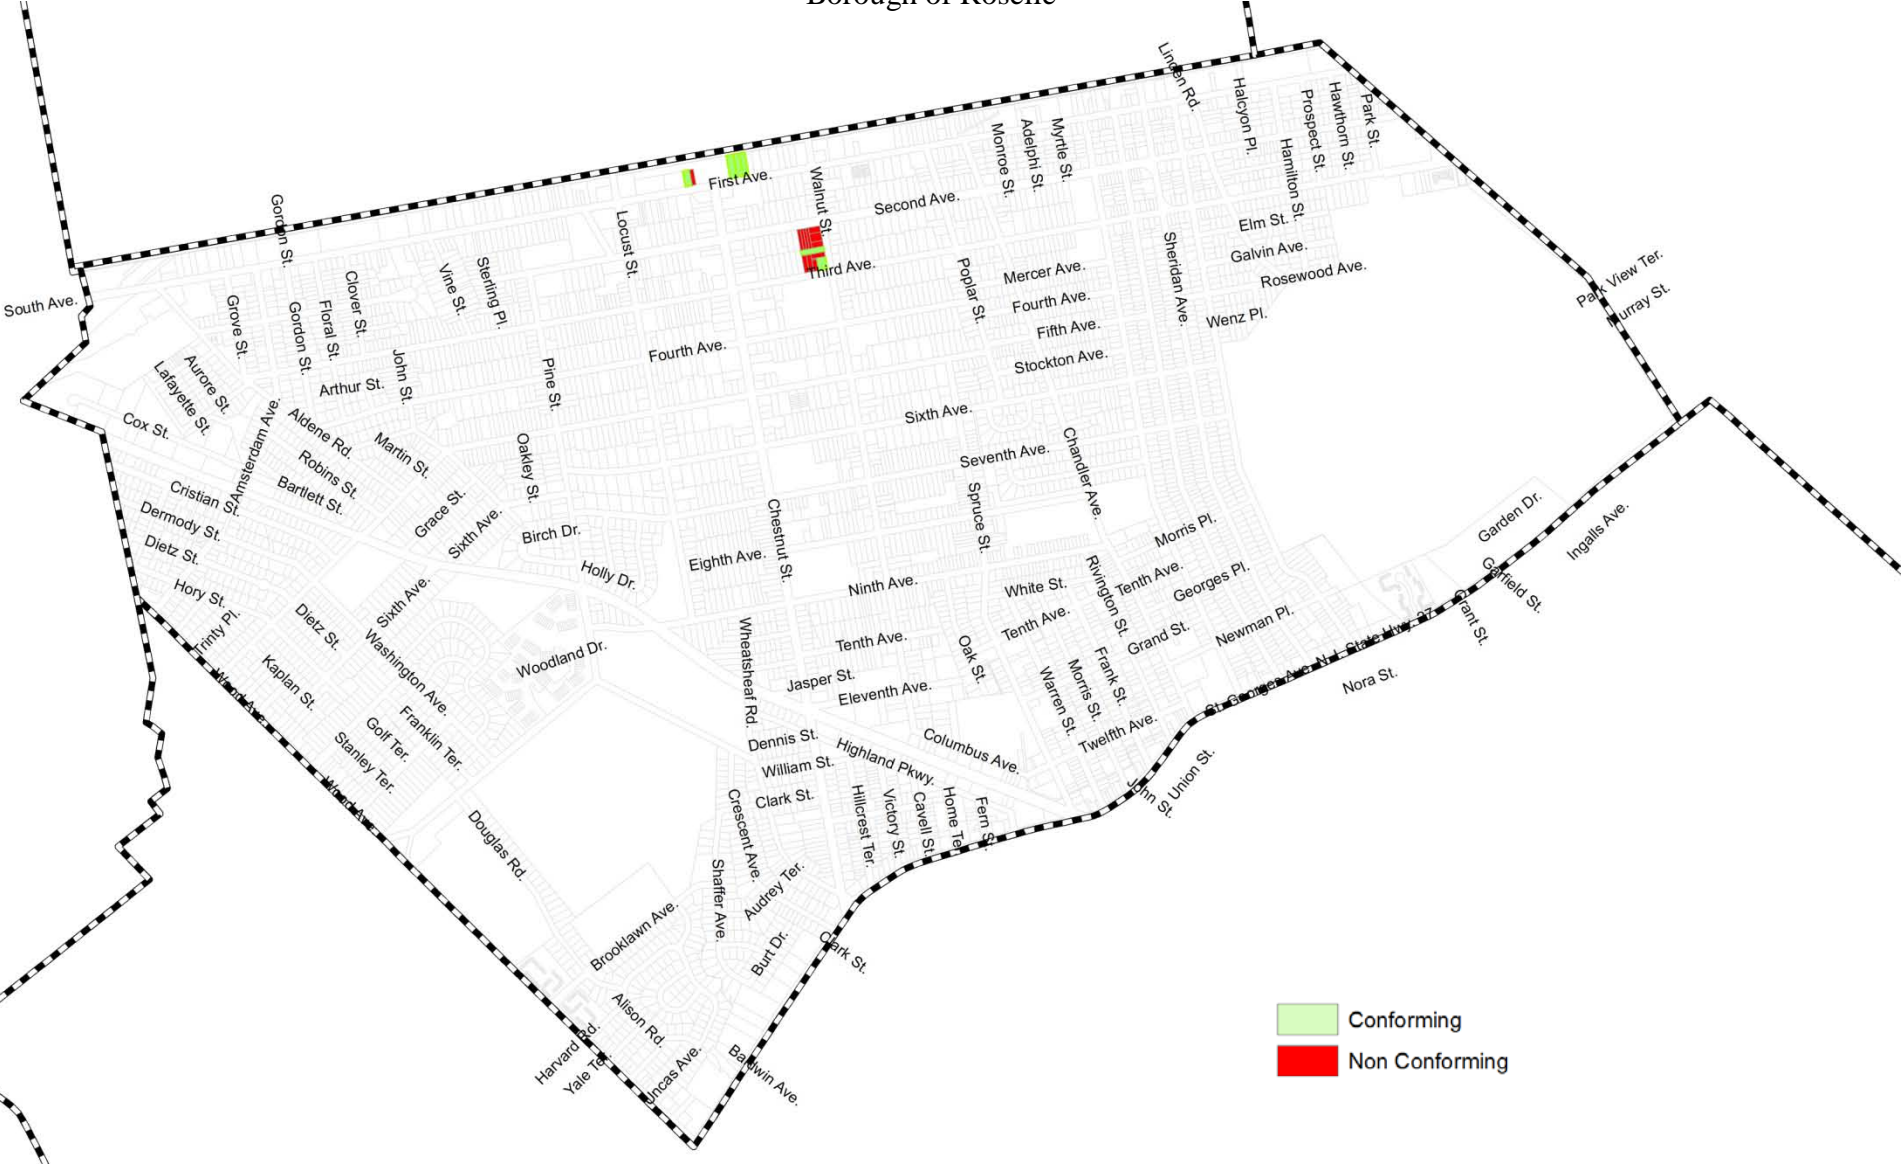 Borough of Roselle
Linden Rd.
Halcyon Pl.
Prospect St.
Hawthorn St.
Park St.
Monroe St.
Adelphi St.
Myrtle St.
Hamilton St.
First Ave.
Walnut St.
Second Ave.
Gordon St.
Locust St.
Elm St.
Galvin Ave.
Rosewood Ave.
Sheridan Ave.
Park View Ter.
Murray St.
South Ave.
Clover St.
Vine St.
Sterling Pl.
Third Ave.
Poplar St.
Mercer Ave.
Fourth Ave.
Fifth Ave.
Wenz Pl.
Stockton Ave.
Grove St.
Gordon St.
Floral St.
John St.
Arthur St.
Fourth Ave.
Pine St.
Aurore St.
Lafayette St.
Cox St.
Amsterdam Ave.
Aldene Rd.
Martin St.
Robins St.
Bartlett St.
Oakley St.
Sixth Ave.
Seventh Ave.
Chandler Ave.
Cristian St.
Dermody St.
Dietz St.
Hory St.
Trinty Pl.
Grace St.
Sixth Ave.
Birch Dr.
Holly Dr.
Chestnut St.
Spruce St.
Eighth Ave.
Ninth Ave.
White St.
Morris Pl.
Garden Dr.
Ingalls Ave.
Garfield St.
Grant St.
Rivington St.
Tenth Ave.
Georges Pl.
Newman Pl.
Tenth Ave.
Grand St.
Sixth Ave.
Dietz St.
Washington Ave.
Woodland Dr.
Wheatsheaf Rd.
Tenth Ave.
Jasper St.
Eleventh Ave.
Oak St.
Warren St.
Morris St.
Frank St.
Twelfth Ave.
St. Georges Ave. N.J. State Hwy. 27
Nora St.
Wood Ave.
Kaplan St.
Golf Ter.
Franklin Ter.
Stanley Ter.
Wood Ave.
Dennis St.
William St.
Clark St.
Highland Pkwy.
Columbus Ave.
Union St.
John St.
Douglas Rd.
Crescent Ave.
Hillcrest Ter.
Victory St.
Cavell St.
Home Te
Fern St.
Shaffer Ave.
Audrey Ter.
Brooklawn Ave.
Burt Dr.
Clark St.
Alison Rd.
Harvard Rd.
Yale Ter.
Uncas Ave.
Baldwin Ave.
Conforming
Non Conforming